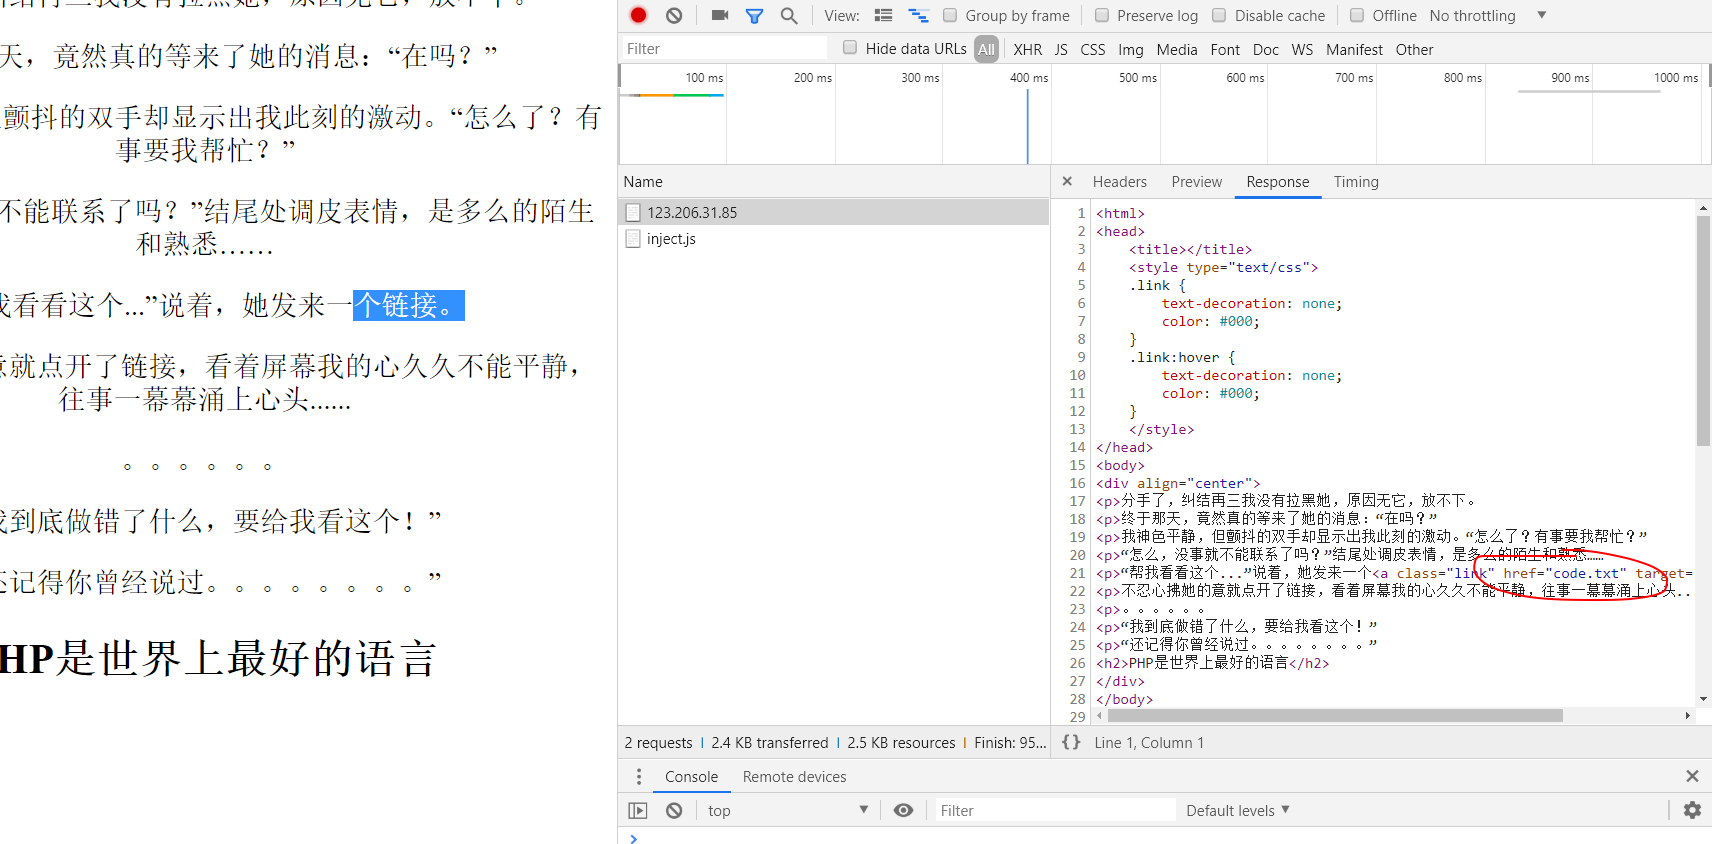 天，竟然真的等来了她的消息：“在吗？”
颤抖的双手却显示出我此刻的激动。“怎么了？有
事要我帮忙？”
不能联系了吗？”结尾处调皮表情，是多么的陌生
和熟悉……
我看看这个...”说着，她发来一个链接。
意就点开了链接，看着屏幕我的心久久不能平静，
往事一幕幕涌上心头......
。。。。。。
我到底做错了什么，要给我看这个！”
还记得你曾经说过。。。。。。。。”
HP是世界上最好的语言
View: Group by frame Preserve log Disable cache Offline No throttling
Filter Hide data URLs All XHR JS CSS Img Media Font Doc WS Manifest Other
100 ms 200 ms 300 ms 400 ms 500 ms 600 ms 700 ms 800 ms 900 ms 1000 ms
Name
123.206.31.85
inject.js
× Headers Preview Response Timing
1 <html>
2 <head>
3 <title></title>
4 <style type="text/css">
5 .link {
6 text-decoration: none;
7 color: #000;
8 }
9 .link:hover {
10 text-decoration: none;
11 color: #000;
12 }
13 </style>
14 </head>
15 <body>
16 <div align="center">
17 <p>分手了，纠结再三我没有拉黑她，原因无它，放不下。
18 <p>终于那天，竟然真的等来了她的消息：“在吗？”
19 <p>我神色平静，但颤抖的双手却显示出我此刻的激动。“怎么了？有事要我帮忙？”
20 <p>“怎么，没事就不能联系了吗？”结尾处调皮表情，是多么的陌生和熟悉……
21 <p>“帮我看看这个...”说着，她发来一个<a class="link" href="code.txt" target=
22 <p>不忍心拂她的意就点开了链接，看着屏幕我的心久久不能平静，往事一幕幕涌上心头..
23 <p>。。。。。。
24 <p>“我到底做错了什么，要给我看这个！”
25 <p>“还记得你曾经说过。。。。。。。。”
26 <h2>PHP是世界上最好的语言</h2>
27 </div>
28 </body>
29
2 requests 2.4 KB transferred 2.5 KB resources Finish: 95...
{} Line 1, Column 1
Console Remote devices
top Filter Default levels